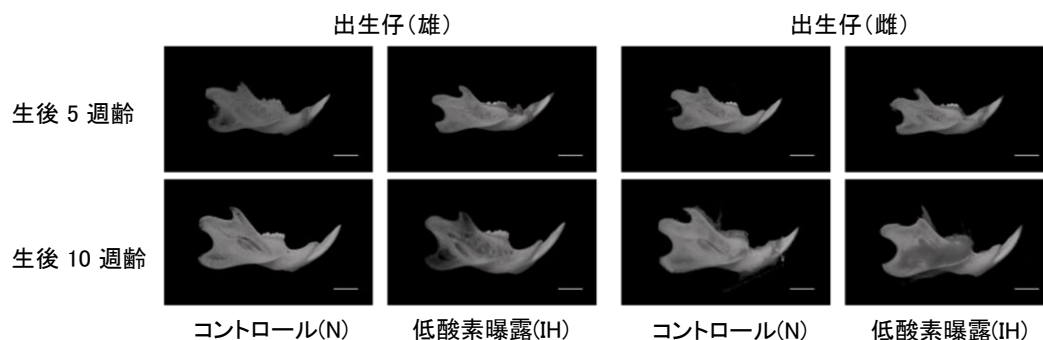 出生仔（雄）
出生仔（雌）
生後 5 週齢
生後 10 週齢
コントロール(N)
低酸素曝露(IH)
コントロール(N)
低酸素曝露(IH)